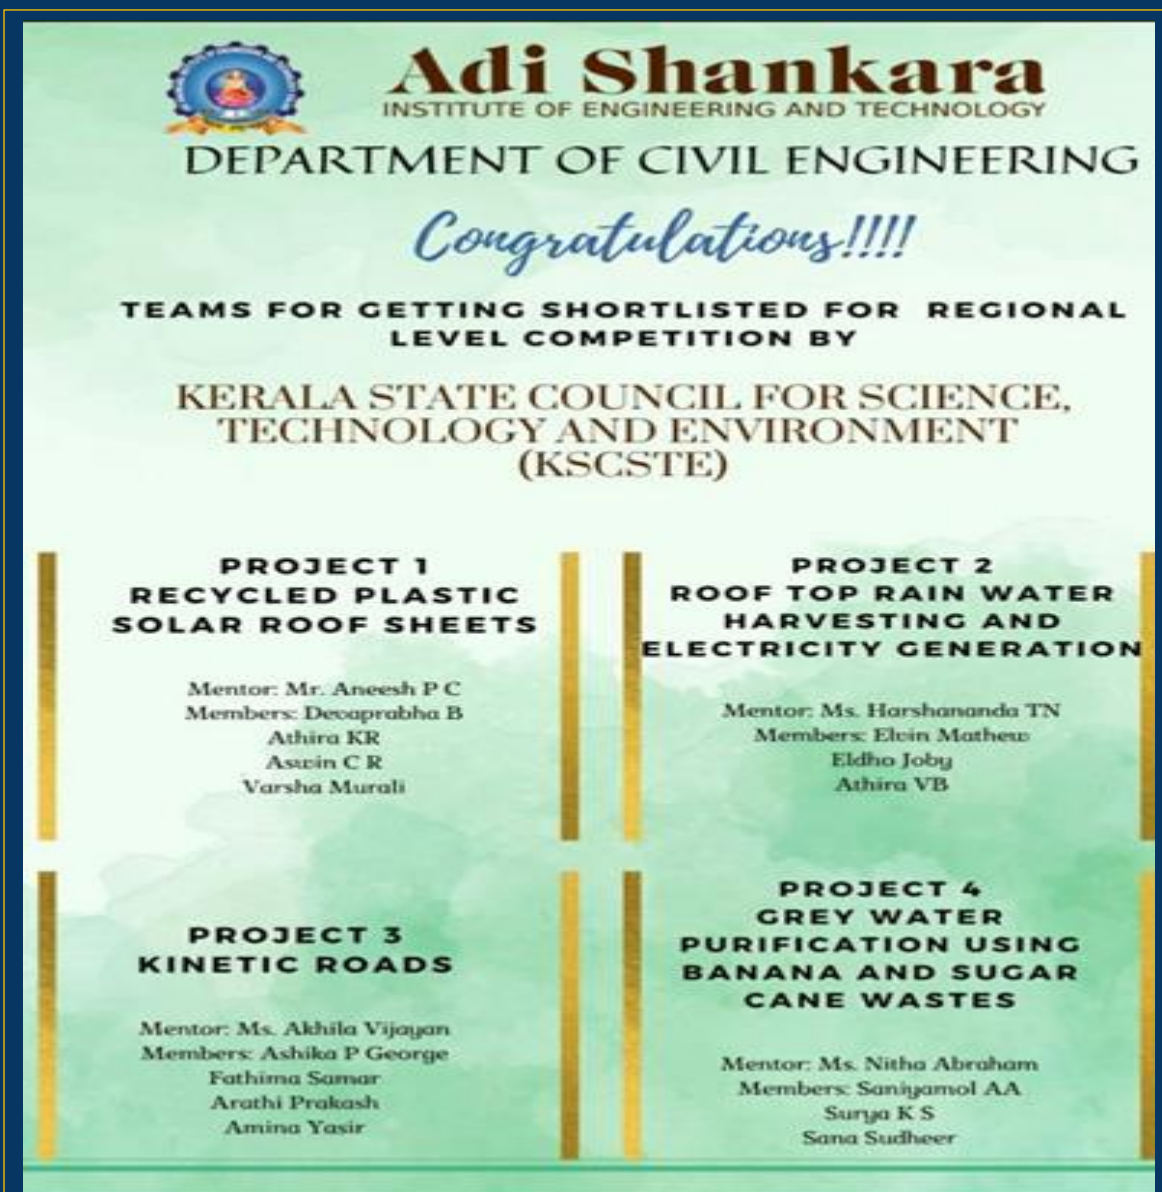 Adi Shankara
INSTITUTE OF ENGINEERING AND TECHNOLOGY
DEPARTMENT OF CIVIL ENGINEERING
Congratulations!!!!
TEAMS FOR GETTING SHORTLISTED FOR REGIONAL
LEVEL COMPETITION BY
KERALA STATE COUNCIL FOR SCIENCE,
TECHNOLOGY AND ENVIRONMENT
(KSCSTE)
PROJECT 1
RECYCLED PLASTIC
SOLAR ROOF SHEETS
Mentor: Mr. Aneesh P C
Members: Devaprabha B
Athira KR
Aswin C R
Varsha Murali
PROJECT 2
ROOF TOP RAIN WATER
HARVESTING AND
ELECTRICITY GENERATION
Mentor: Ms. Harshananda TN
Members: Elvin Mathew
Eldho Joby
Athira VB
PROJECT 3
KINETIC ROADS
Mentor: Ms. Akhila Vijayan
Members: Ashika P George
Fathima Samar
Arathi Prakash
Amina Yasir
PROJECT 4
GREY WATER
PURIFICATION USING
BANANA AND SUGAR
CANE WASTES
Mentor: Ms. Nitha Abraham
Members: Saniyamol AA
Surya K S
Sana Sudheer